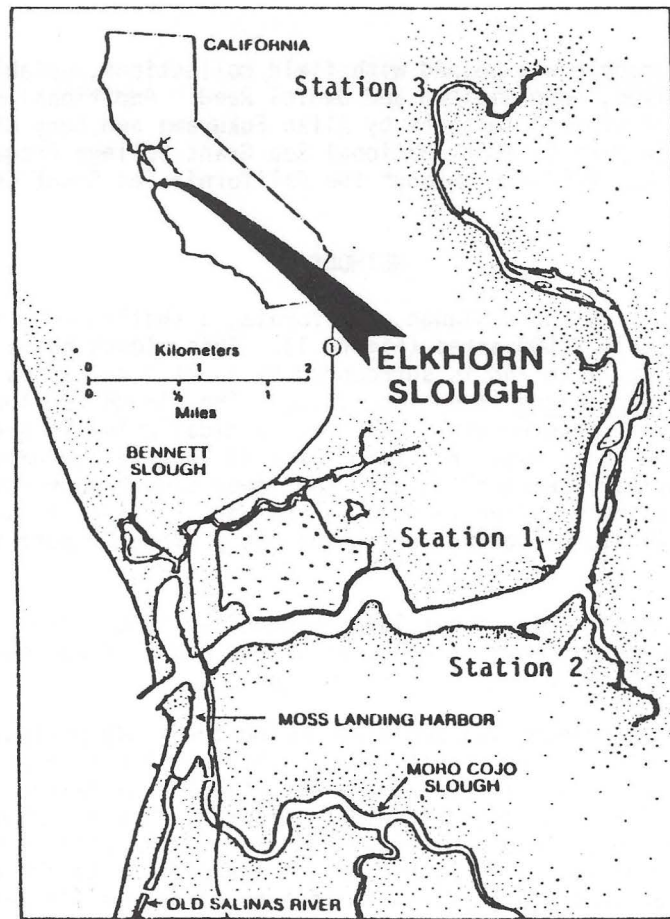 CALIFORNIA
Station 3
Kilometers
0 1 2
0 ½ 1
Miles
1
ELKHORN
SLOUGH
BENNETT
SLOUGH
Station 1
Station 2
MOSS LANDING HARBOR
MORO COJO
SLOUGH
OLD SALINAS RIVER